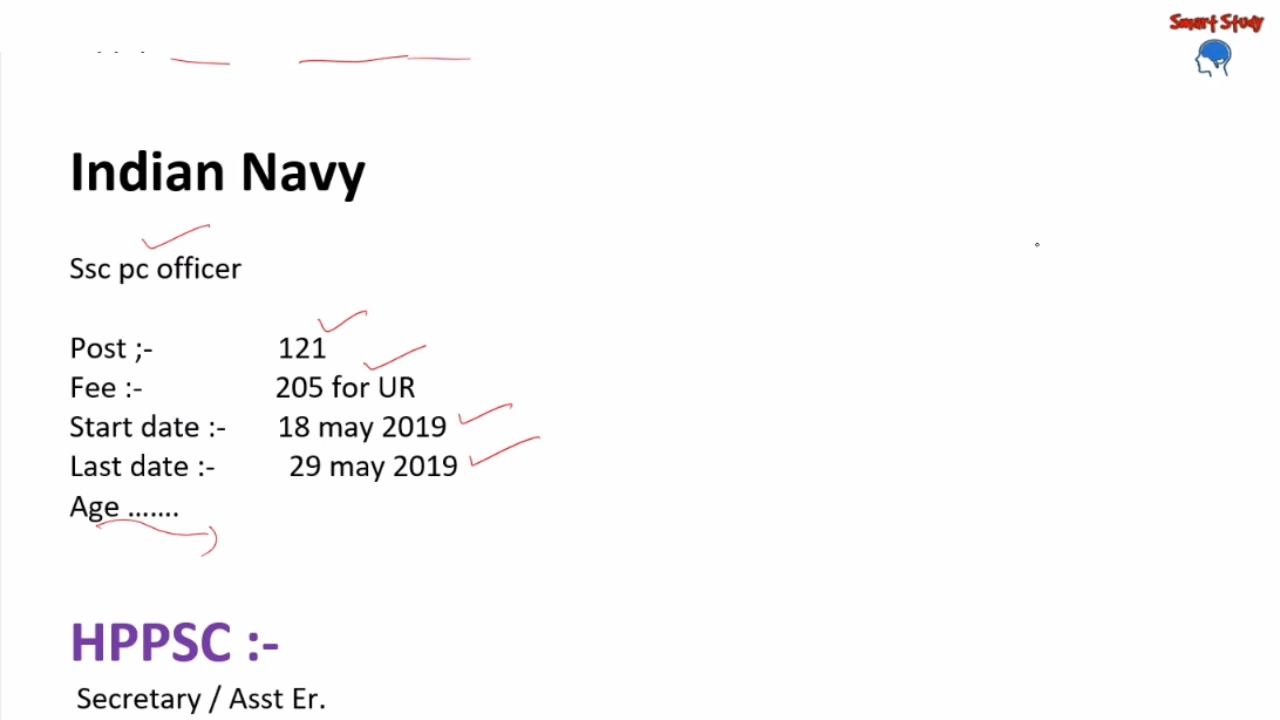 Smart Study
Indian Navy
Ssc pc officer
Post ;- 121
Fee :- 205 for UR
Start date :- 18 may 2019
Last date :- 29 may 2019
Age .......
HPPSC :-
Secretary / Asst Er.